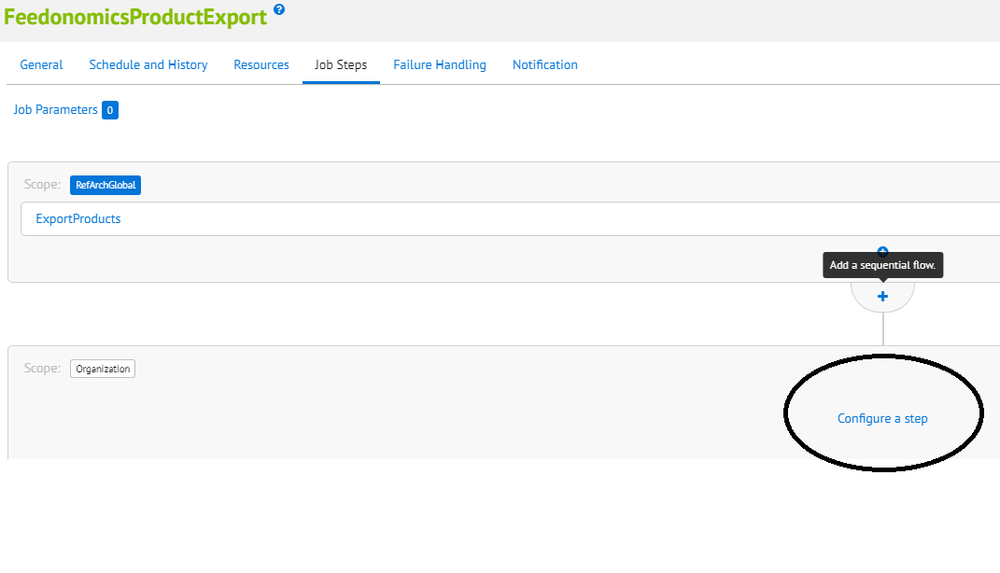 FeedonomicsProductExport ?
General Schedule and History Resources Job Steps Failure Handling Notification
Job Parameters 0
Scope: RefArchGlobal
ExportProducts
Add a sequential flow.
Scope: Organization
Configure a step